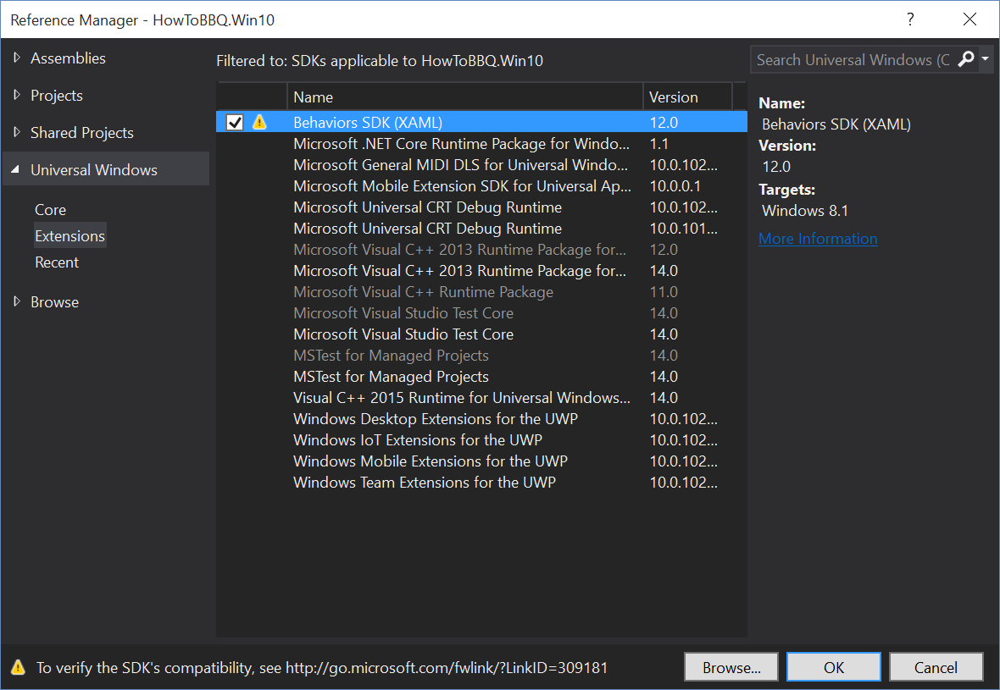 Reference Manager - HowToBBQ.Win10 ?
Assemblies
Projects
Shared Projects
Universal Windows
Core
Extensions
Recent
Browse
Filtered to: SDKs applicable to HowToBBQ.Win10
Name Version
Behaviors SDK (XAML) 12.0
Microsoft .NET Core Runtime Package for Windo... 1.1
Microsoft General MIDI DLS for Universal Windo... 10.0.102...
Microsoft Mobile Extension SDK for Universal Ap... 10.0.0.1
Microsoft Universal CRT Debug Runtime 10.0.102...
Microsoft Universal CRT Debug Runtime 10.0.101...
Microsoft Visual C++ 2013 Runtime Package for... 12.0
Microsoft Visual C++ 2013 Runtime Package for... 14.0
Microsoft Visual C++ Runtime Package 11.0
Microsoft Visual Studio Test Core 14.0
Microsoft Visual Studio Test Core 14.0
MSTest for Managed Projects 14.0
MSTest for Managed Projects 14.0
Visual C++ 2015 Runtime for Universal Windows... 14.0
Windows Desktop Extensions for the UWP 10.0.102...
Windows IoT Extensions for the UWP 10.0.102...
Windows Mobile Extensions for the UWP 10.0.102...
Windows Team Extensions for the UWP 10.0.102...
Search Universal Windows (C
Name:
Behaviors SDK (XAML)
Version:
12.0
Targets:
Windows 8.1
More Information
To verify the SDK's compatibility, see http://go.microsoft.com/fwlink/?LinkID=309181
Browse... OK Cancel